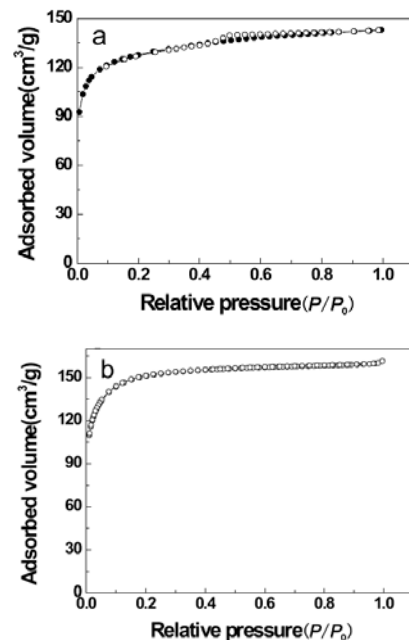 a
150
120
90
60
30
0
Adsorbed volume(cm³/g)
0.0 0.2 0.4 0.6 0.8 1.0
Relative pressure(P/P₀)
b
150
120
90
60
30
0
Adsorbed volume(cm³/g)
0.0 0.2 0.4 0.6 0.8 1.0
Relative pressure(P/P₀)